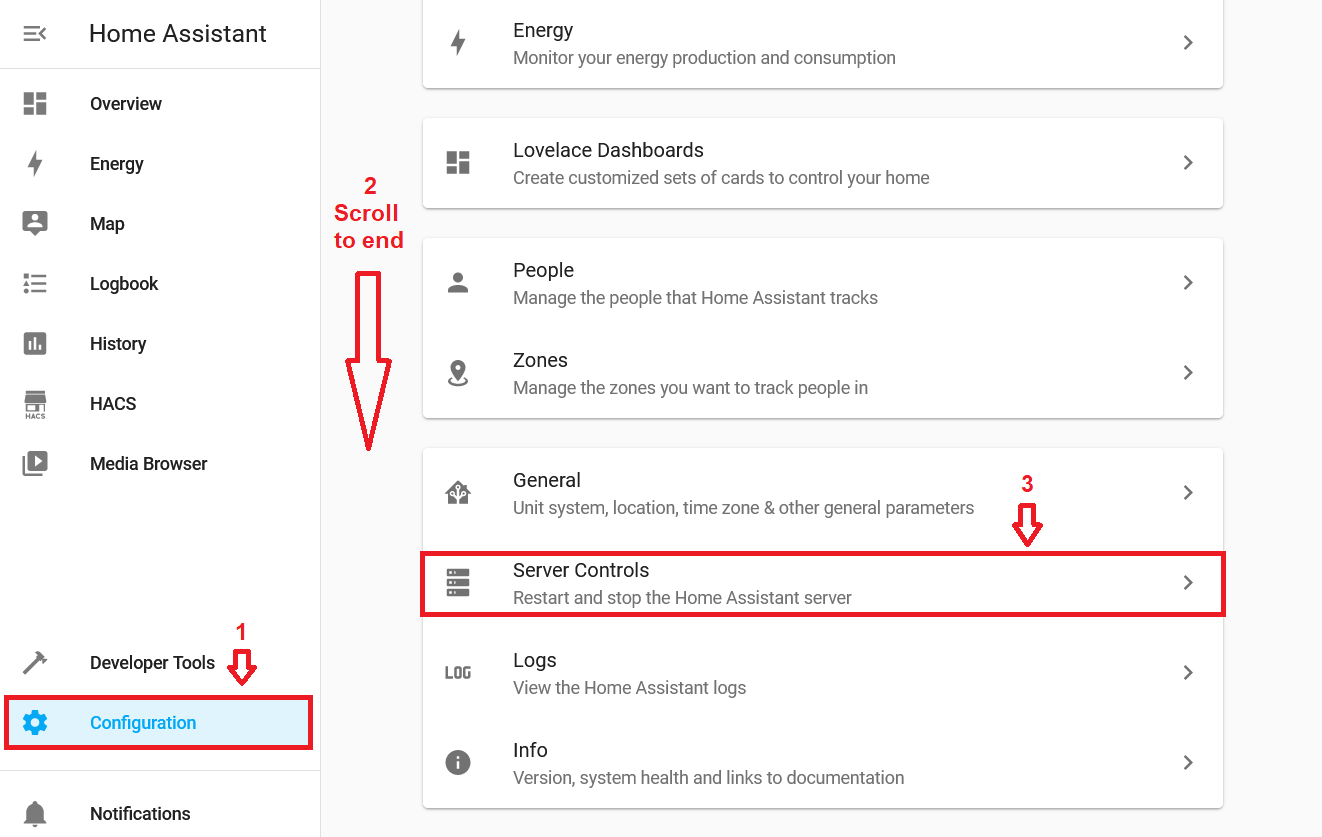 Home Assistant
Overview
Energy
Map
Logbook
History
HACS
HACS
Media Browser
1
Developer Tools
Configuration
Notifications
2
Scroll
to end
Energy
Monitor your energy production and consumption
Lovelace Dashboards
Create customized sets of cards to control your home
People
Manage the people that Home Assistant tracks
Zones
Manage the zones you want to track people in
General
Unit system, location, time zone & other general parameters
3
Server Controls
Restart and stop the Home Assistant server
LOG
Logs
View the Home Assistant logs
Info
Version, system health and links to documentation